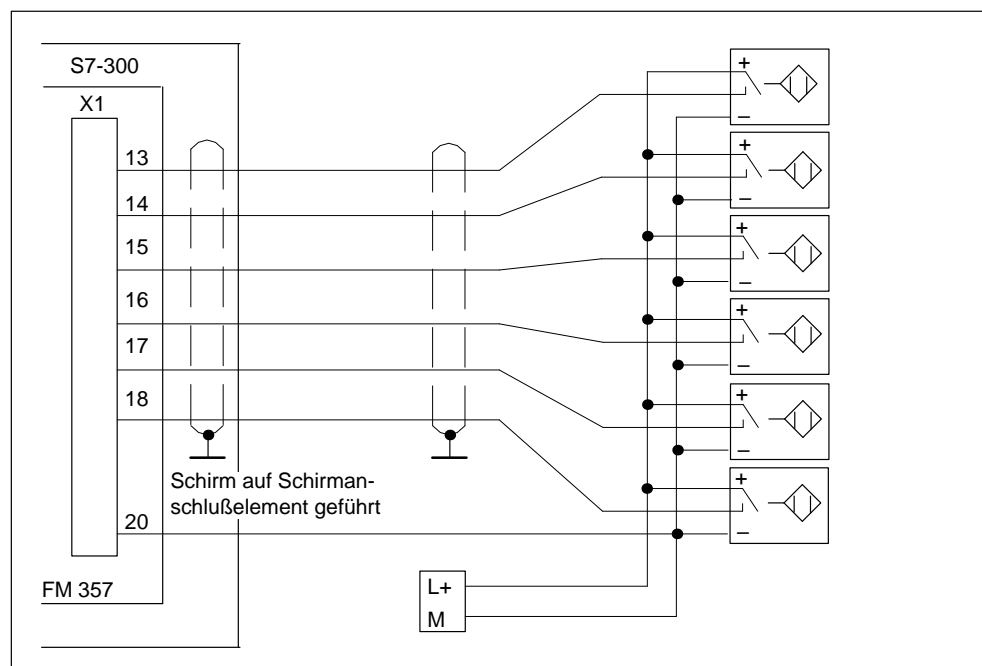 S7-300
X1
13
14
15
16
17
18
20
Schirm auf Schirman-
schlußelement geführt
FM 357
L+
M
+
–
+
–
+
–
+
–
+
–
+
–